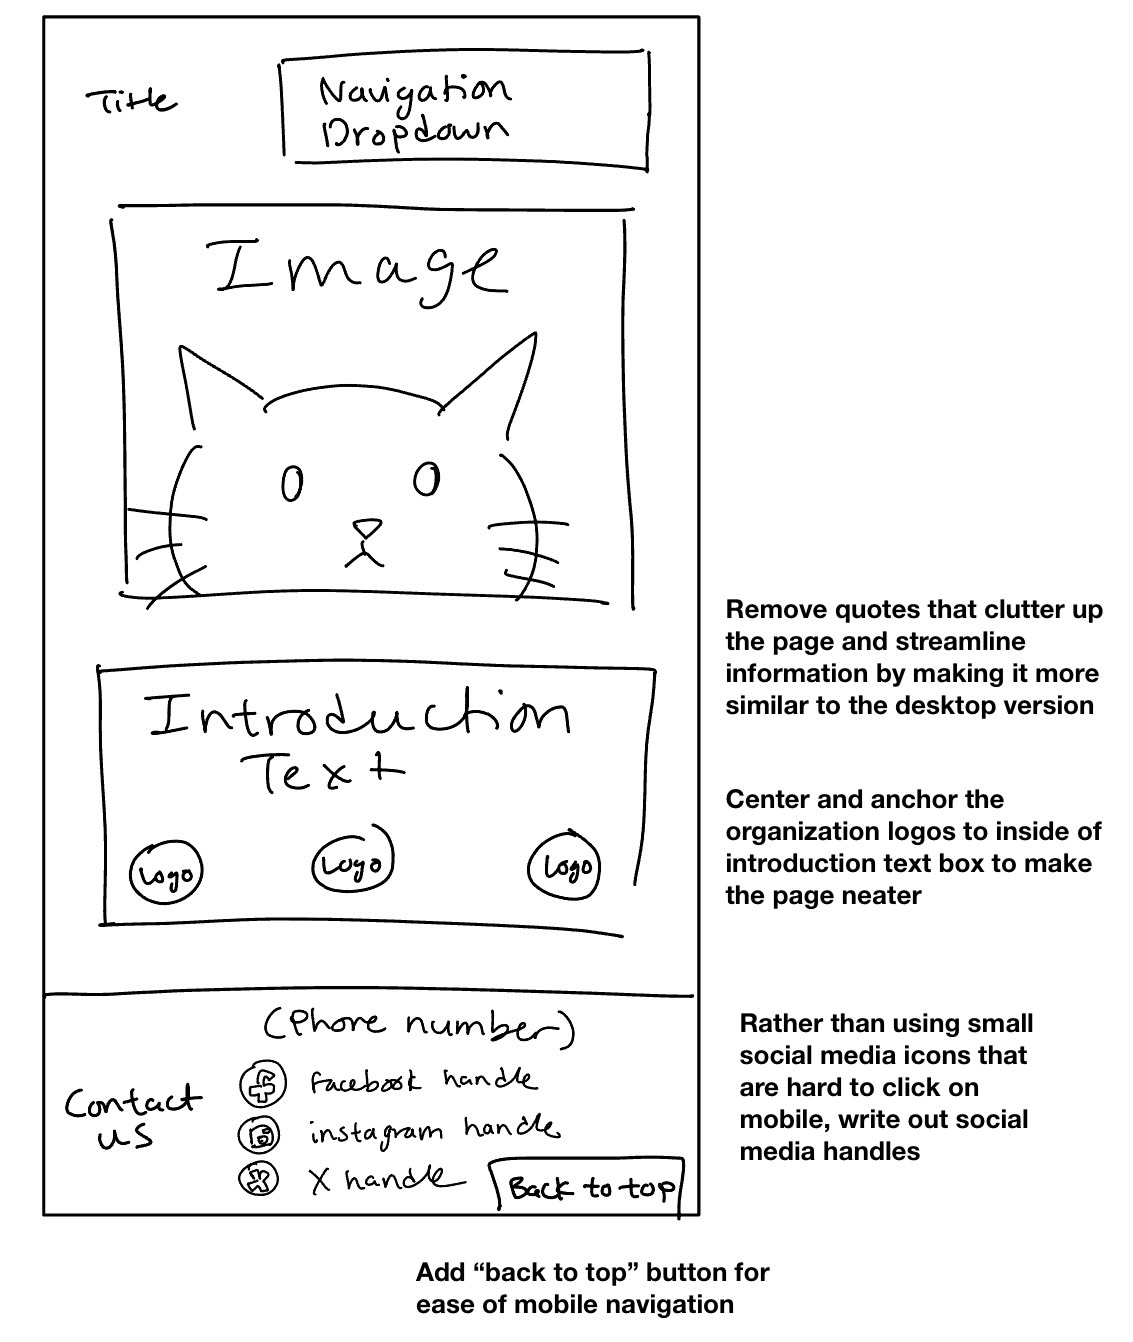 Title
Navigation
Dropdown
Image
Remove quotes that clutter up
the page and streamline
information by making it more
similar to the desktop version
Introduction
Text
Logo Logo Logo
Center and anchor the
organization logos to inside of
introduction text box to make
the page neater
(Phone number)
Contact
us
facebook handle
instagram handle
X handle
Back to top
Rather than using small
social media icons that
are hard to click on
mobile, write out social
media handles
Add “back to top” button for
ease of mobile navigation